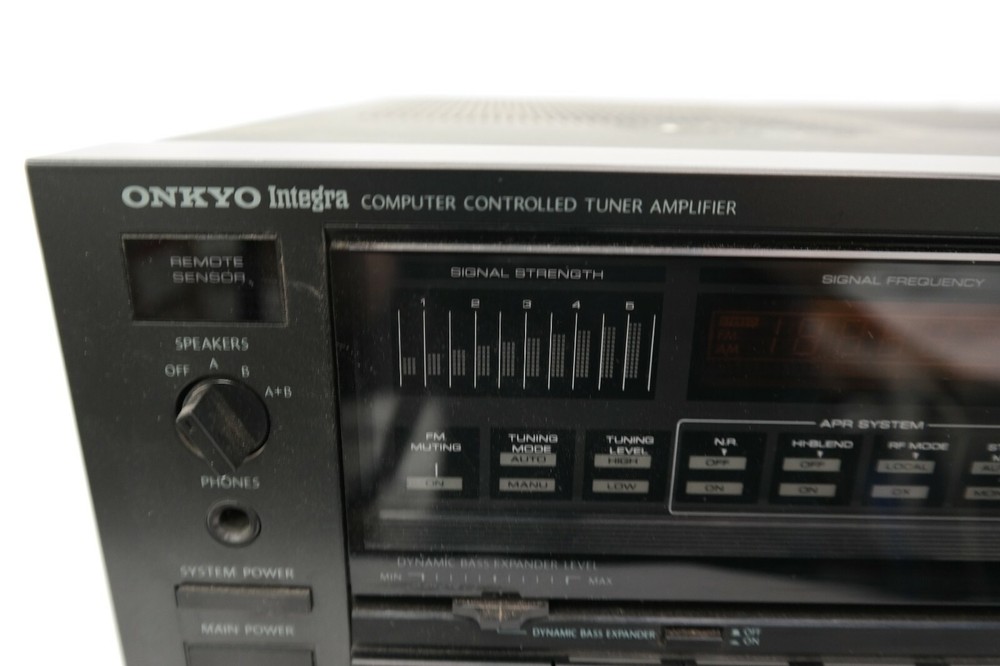 ONKYO Integra COMPUTER CONTROLLED TUNER AMPLIFIER
REMOTE
SENSOR
SIGNAL STRENGTH
SIGNAL FREQUENCY
1 2 3 4 5
FM
AM
SPEAKERS
OFF A B A+B
APR SYSTEM
FM
MUTING
ON
TUNING
MODE
AUTO
MANU
TUNING
LEVEL
HIGH
LOW
N.R.
OFF
ON
HI-BLEND
OFF
ON
RF MODE
LOCAL
DX
PHONES
SYSTEM POWER
DYNAMIC BASS EXPANDER LEVEL
MIN MAX
MAIN POWER
DYNAMIC BASS EXPANDER
OFF
ON